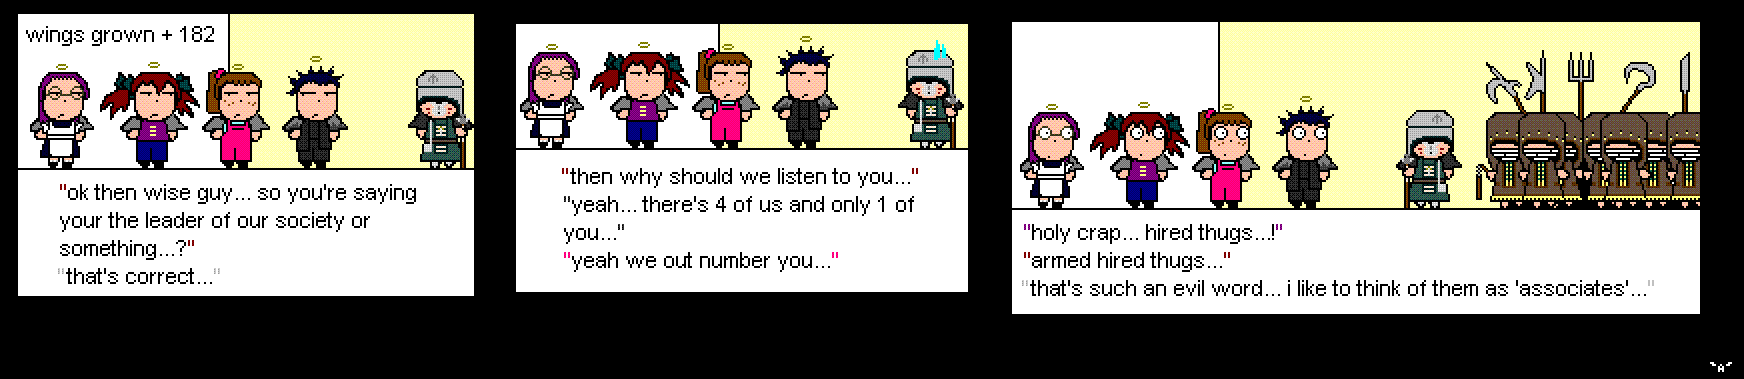 wings grown + 182
"ok then wise guy... so you're saying
your the leader of our society or
something...?"
"that's correct..."
"then why should we listen to you..."
"yeah... there's 4 of us and only 1 of
you..."
"yeah we out number you..."
"holy crap... hired thugs...!"
"armed hired thugs..."
"that's such an evil word... i like to think of them as 'associates'..."